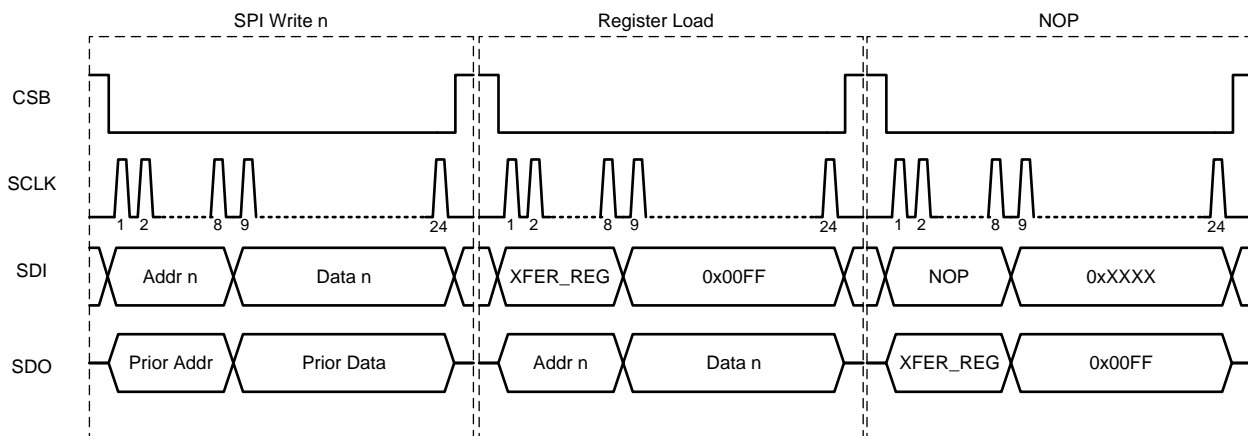 SPI Write n Register Load NOP
CSB
SCLK
1 2 8 9 24 1 2 8 9 24 1 2 8 9 24
SDI Addr n Data n XFER_REG 0x00FF NOP 0xXXXX
SDO Prior Addr Prior Data Addr n Data n XFER_REG 0x00FF